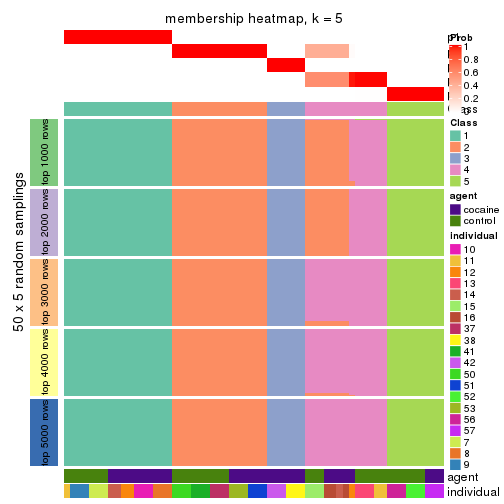 membership heatmap, k = 5
50 x 5 random samplings
top 1000 rows
top 2000 rows
top 3000 rows
top 4000 rows
top 5000 rows
agent
individual
Prob
1
0.8
0.6
0.4
0.2
0
Class
1
2
3
4
5
agent
cocaine
control
individual
10
11
12
13
14
15
16
37
38
41
42
50
51
52
53
56
57
7
8
9